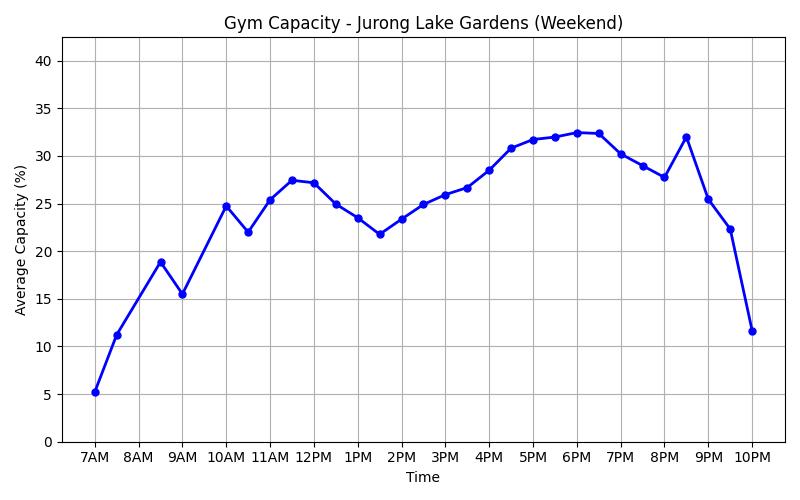 Gym Capacity - Jurong Lake Gardens (Weekend)
Average Capacity (%)
40
35
30
25
20
15
10
5
0
7AM 8AM 9AM 10AM 11AM 12PM 1PM 2PM 3PM 4PM 5PM 6PM 7PM 8PM 9PM 10PM
Time